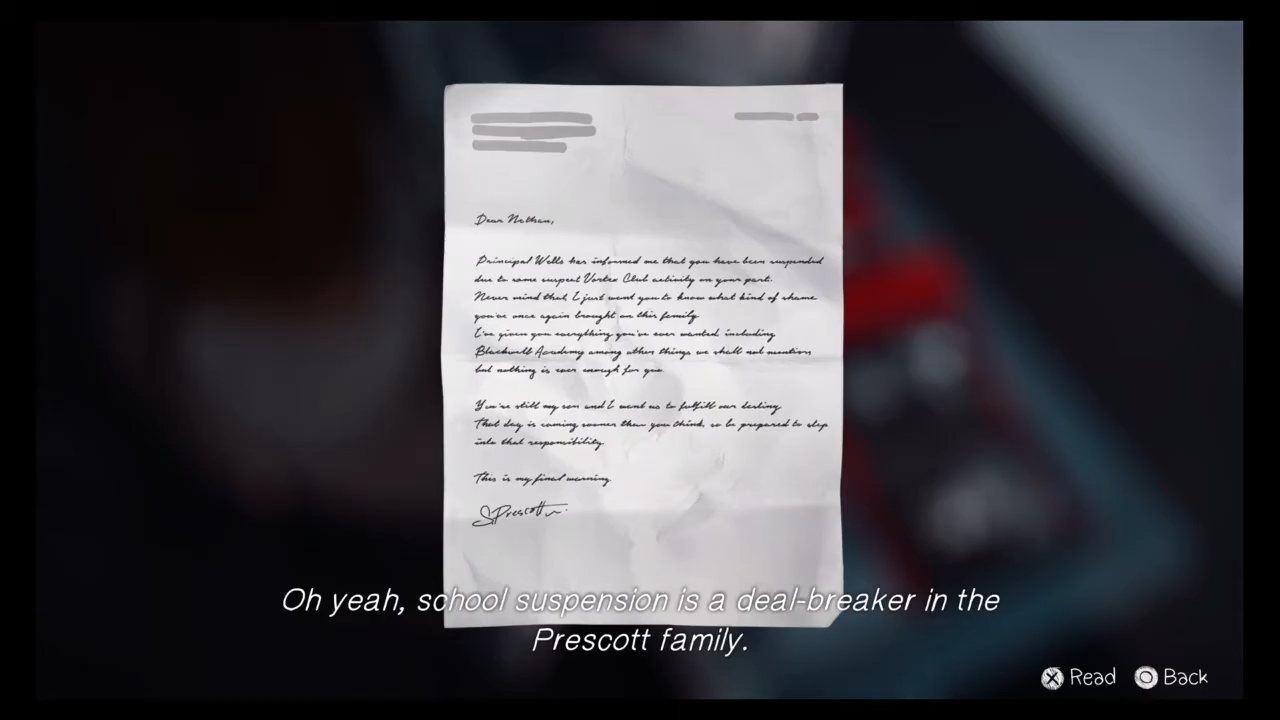 Dear Nathan,
Principal Wells has informed me that you have been suspended
due to some suspect Vortex Club activity on your part.
Never mind that, I just want you to know what kind of shame
you've once again brought on this family
I've given you everything you've ever wanted including
Blackwell Academy among other things we shall not mention
but nothing is ever enough for you.
You're still my son and I want us to fulfill our destiny
That day is coming sooner than you think, so be prepared to step
into that responsibility.
This is my final warning
S.Prescott
Oh yeah, school suspension is a deal-breaker in the
Prescott family.
Read Back